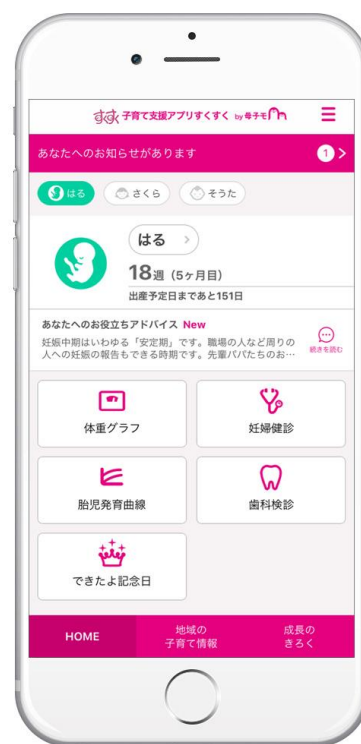 すくすく 子育て支援アプリすくすく by母子モ
あなたへのお知らせがあります 1
はる さくら そうた
はる
18週（5ヶ月目）
出産予定日まであと151日
あなたへのお役立ちアドバイス New
妊娠中期はいわゆる「安定期」です。職場の人など周りの
人への妊娠の報告もできる時期です。先輩パパたちのお…
続きを読む
体重グラフ
妊婦健診
胎児発育曲線
歯科検診
できたよ記念日
HOME
地域の
子育て情報
成長の
きろく